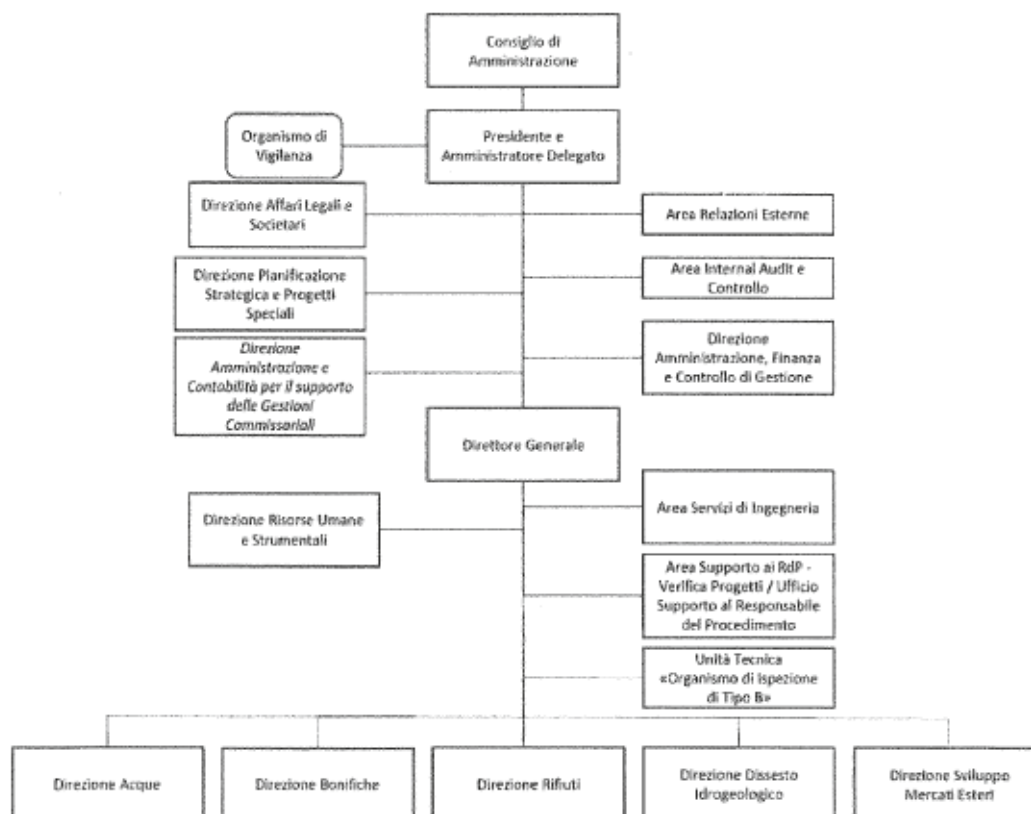 Consiglio di
Amministrazione
Organismo di
Vigilanza
Presidente e
Amministratore Delegato
Direzione Affari Legali e
Societari
Area Relazioni Esterne
Direzione Planificazione
Strategica e Progetti
Speciali
Area Internal Audit e
Controllo
Direzione
Amministrazione e
Contabilità per il supporto
delle Gestioni
Commissariali
Direzione
Amministrazione, Finanza
e Controllo di Gestione
Direttore Generale
Direzione Risorse Umane
e Strumentali
Area Servizi di Ingegneria
Area Supporto ai RdP -
Verifica Progetti / Ufficio
Supporto al Responsabile
del Procedimento
Unità Tecnica
«Organismo di Ispezione
di Tipo B»
Direzione Acque
Direzione Bonifiche
Direzione Rifiuti
Direzione Dissesto
Idrogeologico
Direzione Sviluppo
Mercati Esteri